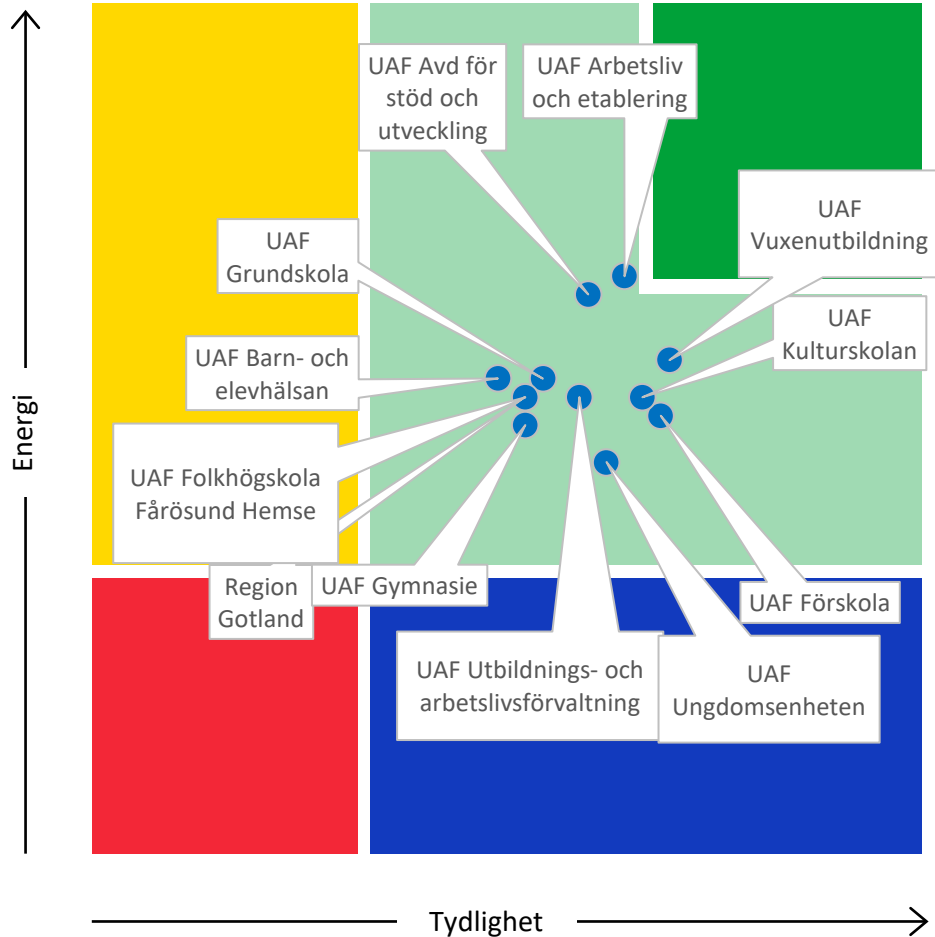 UAF Avd för
stöd och
utveckling
UAF Arbetsliv
och etablering
UAF
Vuxenutbildning
UAF
Grundskola
UAF
Kulturskolan
UAF Barn- och
elevhälsan
Energi
UAF Folkhögskola
Fårösund Hemse
Region
Gotland
UAF Gymnasie
UAF Förskola
UAF Utbildnings- och
arbetslivsförvaltning
UAF
Ungdomsenheten
Tydlighet